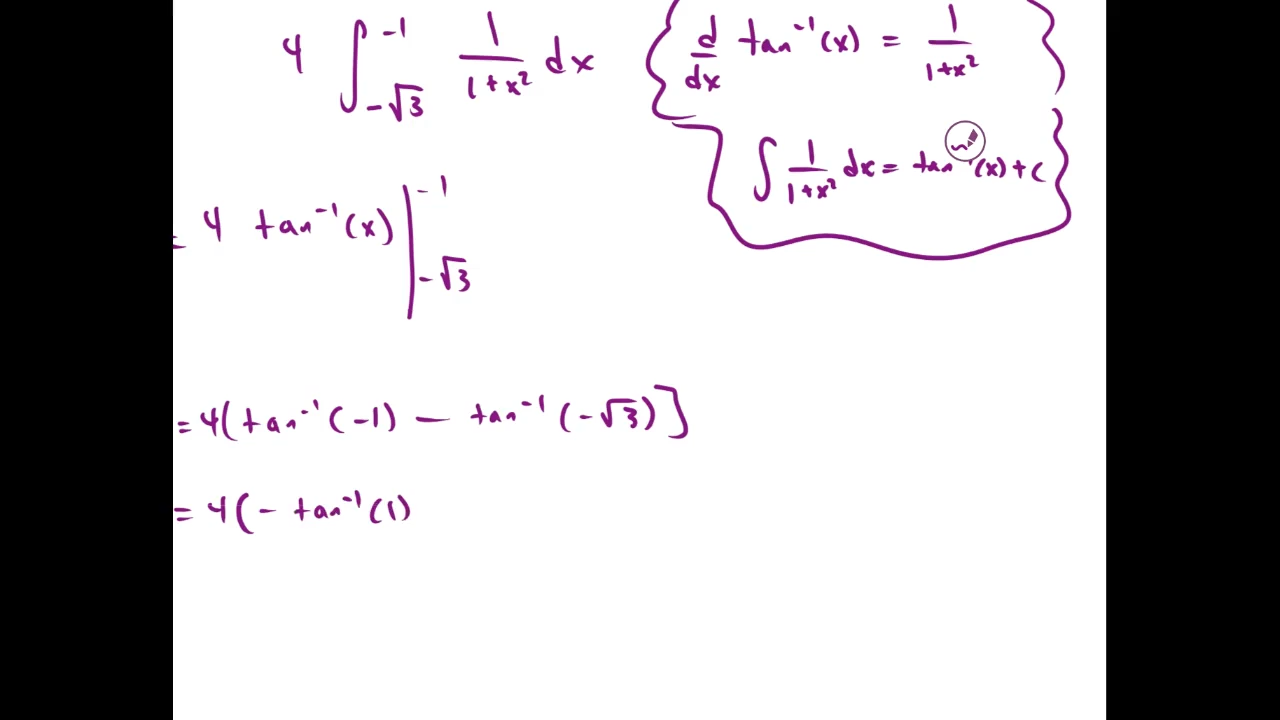 4 ∫_{-√3}^{-1} 1/(1+x²) dx
d/dx tan⁻¹(x) = 1/(1+x²)
∫ 1/(1+x²) dx = tan⁻¹(x) + C
= 4 tan⁻¹(x) |_{-√3}^{-1}
= 4( tan⁻¹(-1) - tan⁻¹(-√3) ]
= 4( - tan⁻¹(1)